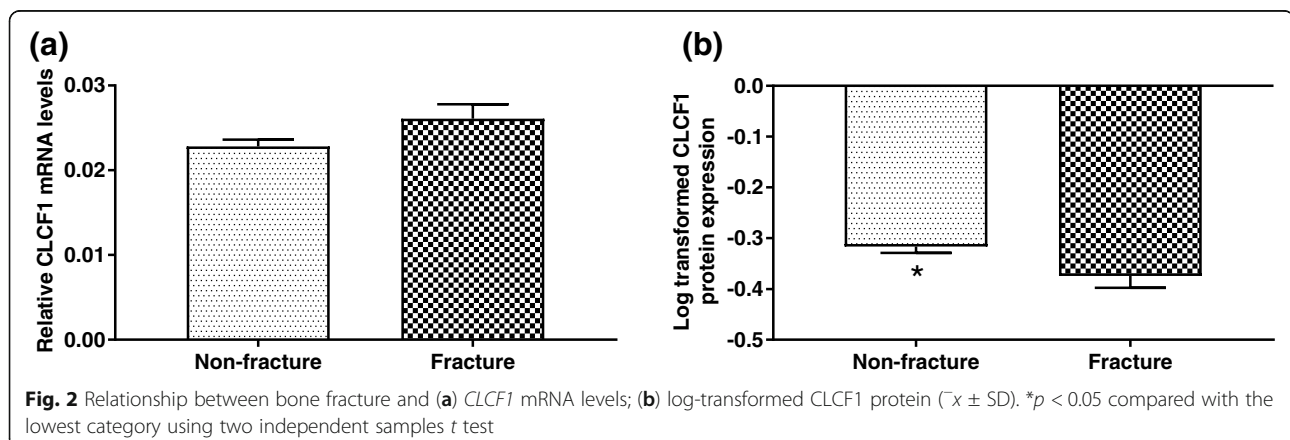 (a)
Relative CLCF1 mRNA levels
0.03
0.02
0.01
0.00
Non-fracture
Fracture
(b)
Log transformed CLCF1
protein expression
0.0
-0.1
-0.2
-0.3
-0.4
-0.5
*
Non-fracture
Fracture
Fig. 2 Relationship between bone fracture and (a) CLCF1 mRNA levels; (b) log-transformed CLCF1 protein (¯x ± SD). *p < 0.05 compared with the
lowest category using two independent samples t test